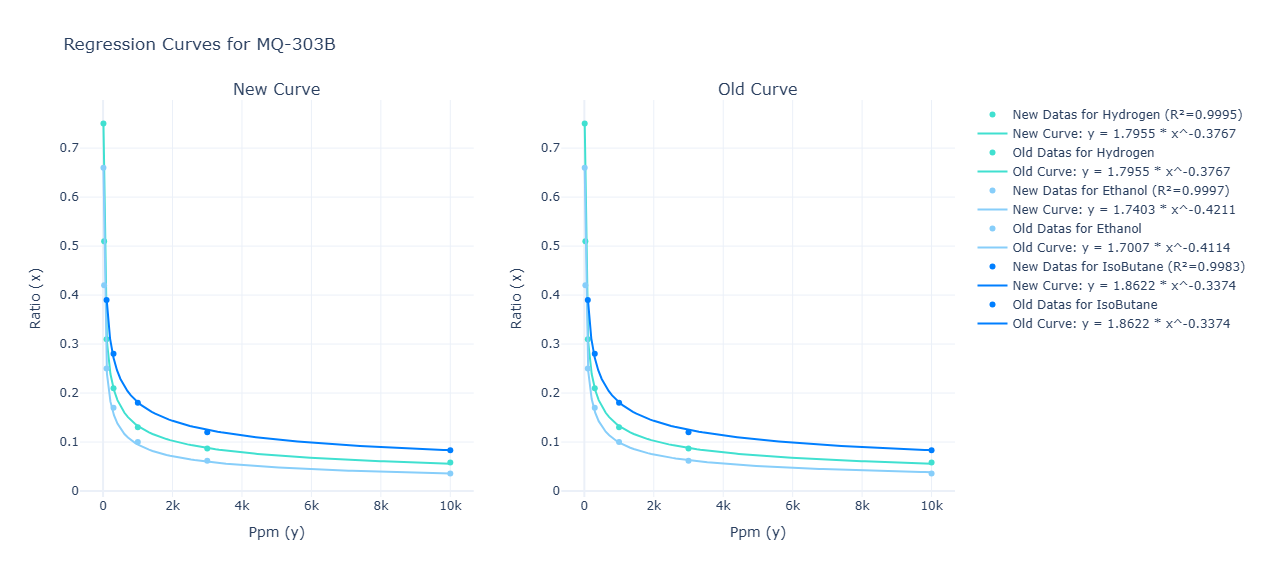 Regression Curves for MQ-303B
New Curve
Old Curve
Ratio (x)
0.7
0.6
0.5
0.4
0.3
0.2
0.1
0
0
2k
4k
6k
8k
10k
Ppm (y)
Ratio (x)
0.7
0.6
0.5
0.4
0.3
0.2
0.1
0
0
2k
4k
6k
8k
10k
Ppm (y)
New Datas for Hydrogen (R²=0.9995)
New Curve: y = 1.7955 * x^-0.3767
Old Datas for Hydrogen
Old Curve: y = 1.7955 * x^-0.3767
New Datas for Ethanol (R²=0.9997)
New Curve: y = 1.7403 * x^-0.4211
Old Datas for Ethanol
Old Curve: y = 1.7007 * x^-0.4114
New Datas for IsoButane (R²=0.9983)
New Curve: y = 1.8622 * x^-0.3374
Old Datas for IsoButane
Old Curve: y = 1.8622 * x^-0.3374